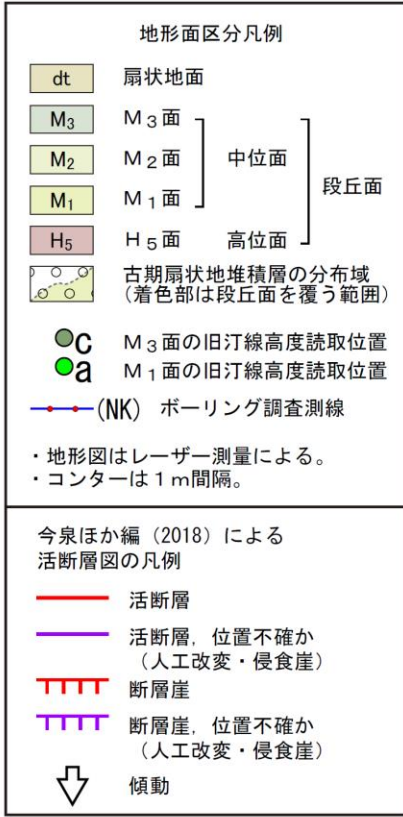 地形面区分凡例
dt 扇状地面
M3 M3面
M2 M2面 中位面
段丘面
M1 M1面
H5 H5面 高位面
古期扇状地堆積層の分布域
(着色部は段丘面を覆う範囲)
c M3面の旧汀線高度読取位置
a M1面の旧汀線高度読取位置
(NK) ボーリング調査測線
・地形図はレーザー測量による。
・コンターは1m間隔。
今泉ほか編（2018）による
活断層図の凡例
活断層
活断層，位置不確か
（人工改変・侵食崖）
断層崖
断層崖，位置不確か
（人工改変・侵食崖）
傾動